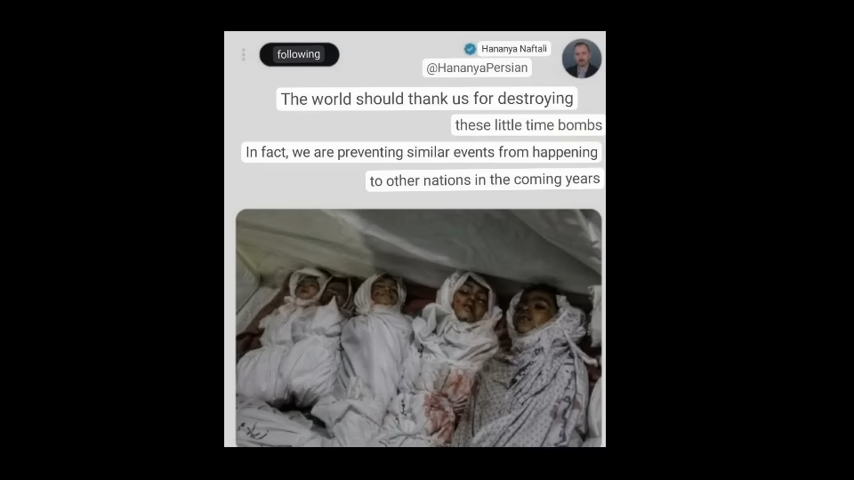 following
Hananya Naftali
@HananyaPersian
The world should thank us for destroying
these little time bombs
In fact, we are preventing similar events from happening
to other nations in the coming years